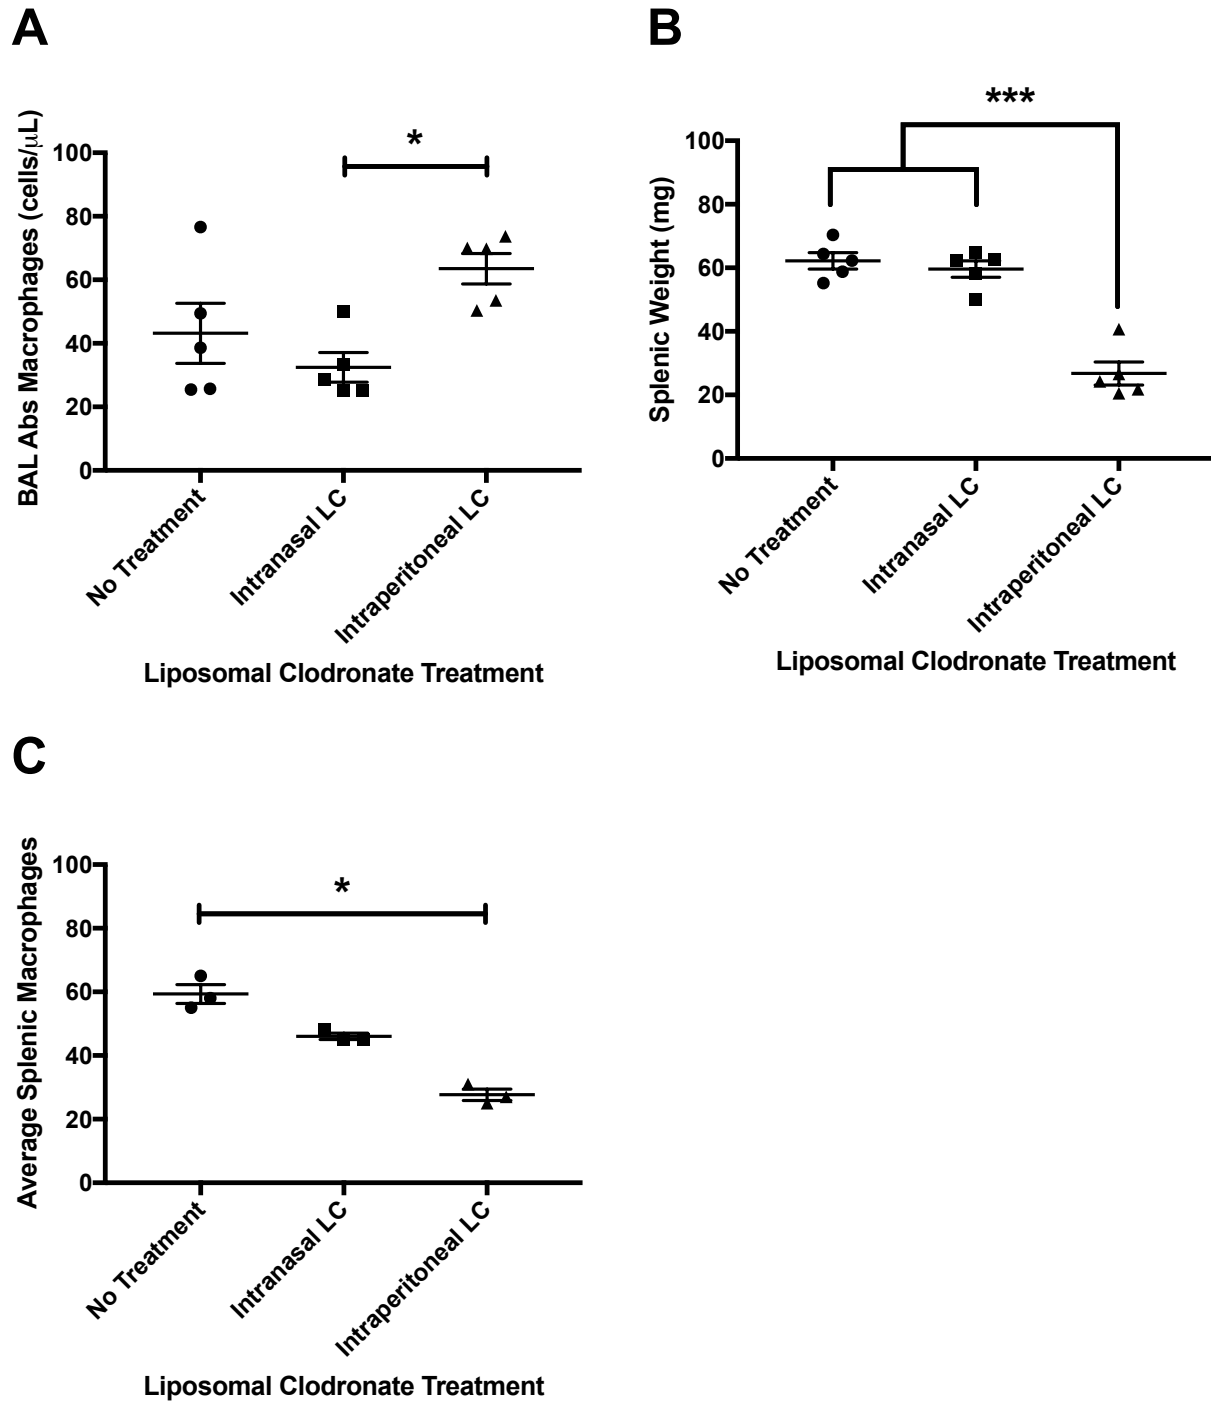 A
BAL Abs Macrophages (cells/μL)
100
80
60
40
20
0
*
No Treatment
Intranasal LC
Intraperitoneal LC
Liposomal Clodronate Treatment
B
Splenic Weight (mg)
100
80
60
40
20
0
***
No Treatment
Intranasal LC
Intraperitoneal LC
Liposomal Clodronate Treatment
C
Average Splenic Macrophages
100
80
60
40
20
0
*
No Treatment
Intranasal LC
Intraperitoneal LC
Liposomal Clodronate Treatment